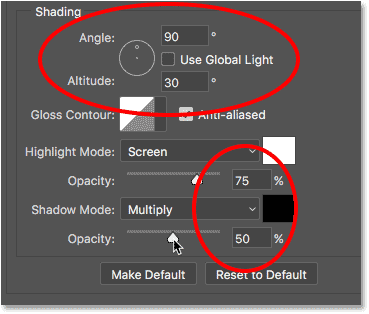 Shading
Angle: 90 °
Use Global Light
Altitude: 30 °
Gloss Contour: Anti-aliased
Highlight Mode: Screen
Opacity: 75 %
Shadow Mode: Multiply
Opacity: 50 %
Make Default Reset to Default